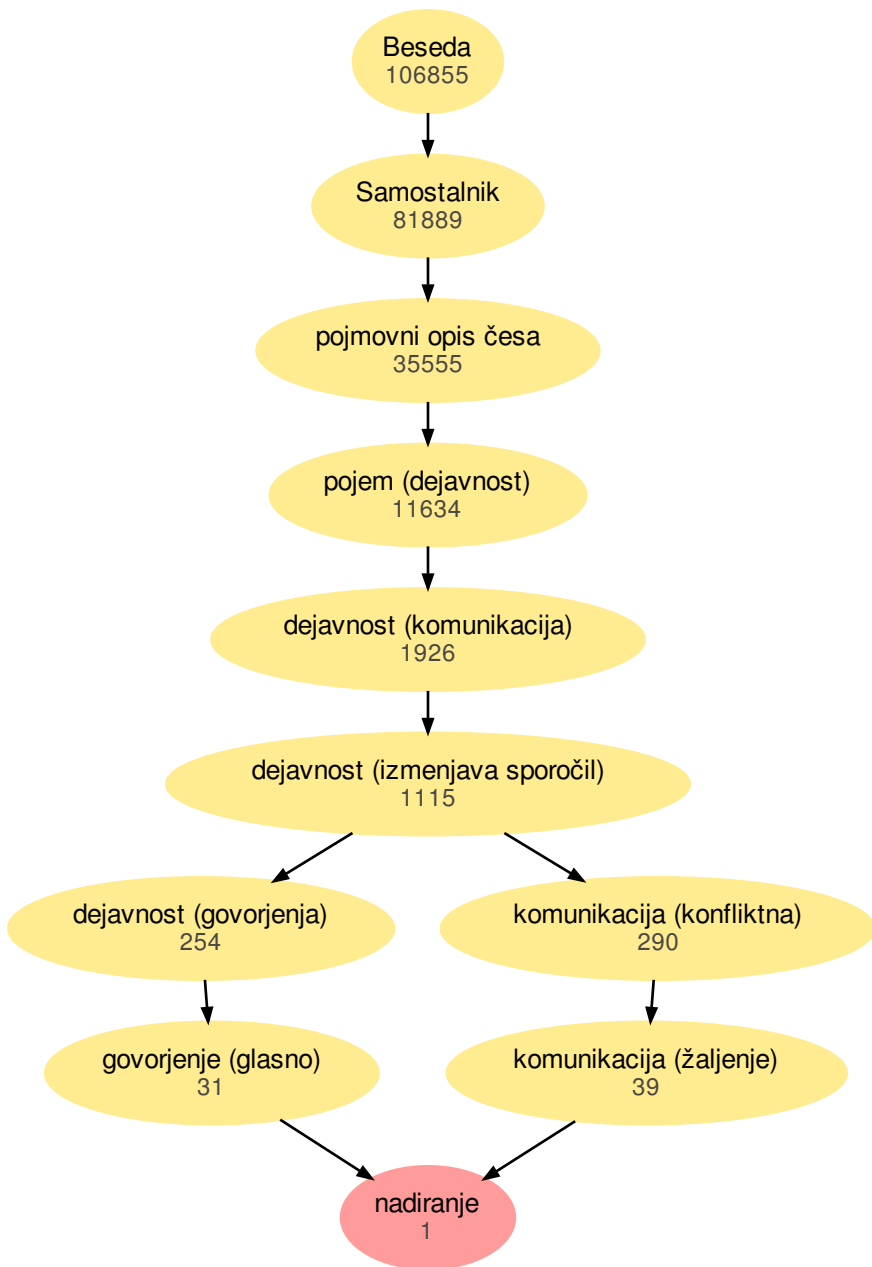 Beseda
106855
Samostalnik
81889
pojmovni opis česa
35555
pojem (dejavnost)
11634
dejavnost (komunikacija)
1926
dejavnost (izmenjava sporočil)
1115
dejavnost (govorjenja)
254
komunikacija (konfliktna)
290
govorjenje (glasno)
31
komunikacija (žaljenje)
39
nadiranje
1